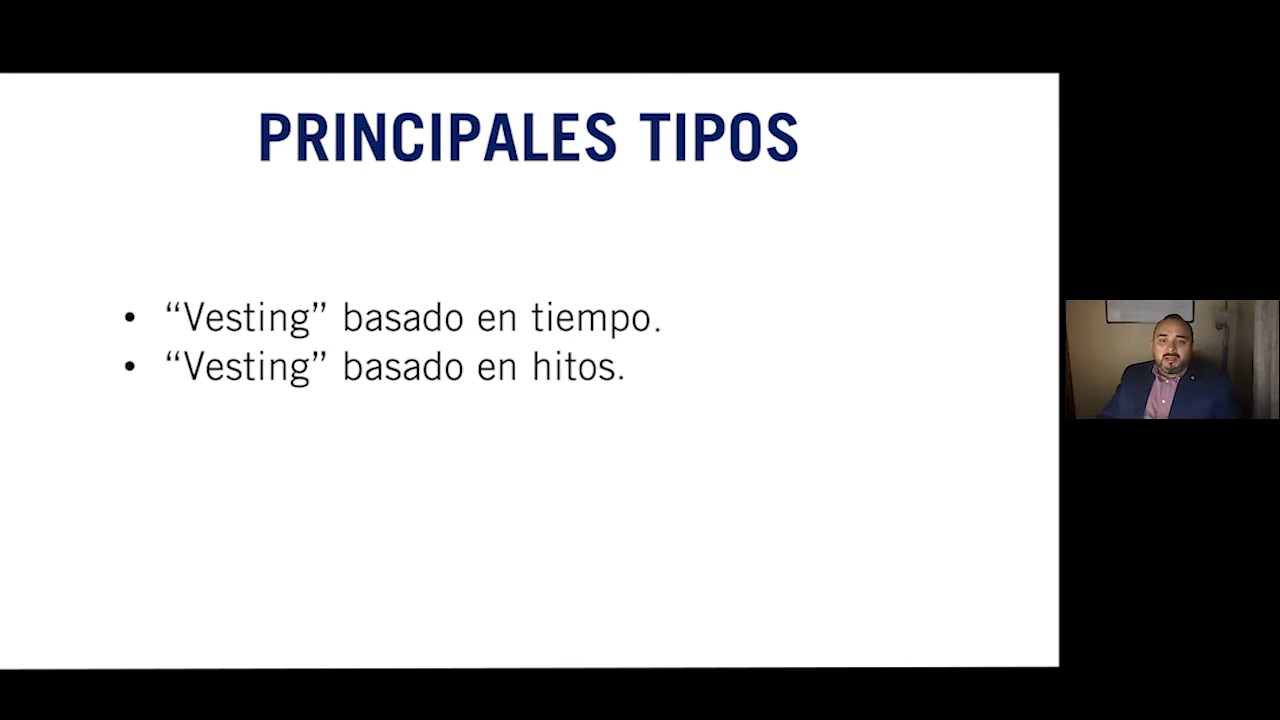 PRINCIPALES TIPOS
• “Vesting” basado en tiempo.
• “Vesting” basado en hitos.